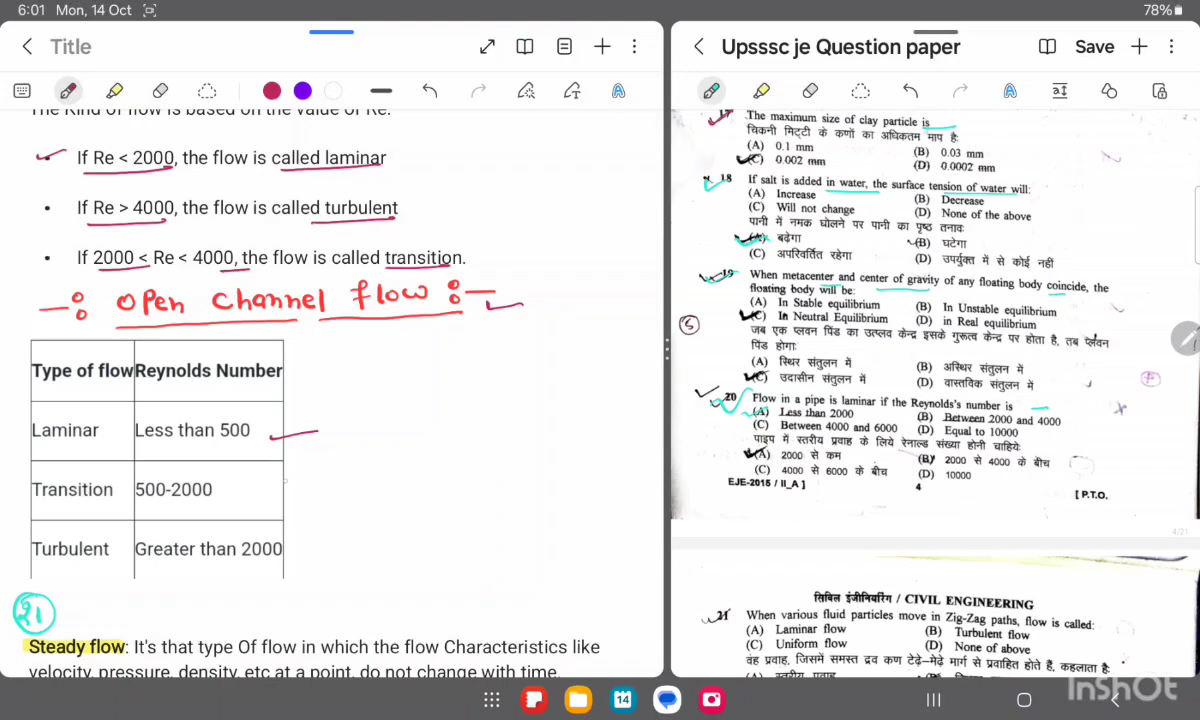 6:01 Mon, 14 Oct
78%
Title
The Kind of flow is based on the value of Re.
• If Re < 2000, the flow is called laminar
• If Re > 4000, the flow is called turbulent
• If 2000 < Re < 4000, the flow is called transition.
—: open channel flow :—
Type of flow Reynolds Number
Laminar Less than 500
Transition 500-2000
Turbulent Greater than 2000
21
Steady flow: It's that type Of flow in which the flow Characteristics like
velocity, pressure, density, etc at a point, do not change with time.
Upsssc je Question paper
Save
17 The maximum size of clay particle is
चिकनी मिट्टी के कणों का अधिकतम माप है:
(A) 0.1 mm (B) 0.03 mm
(C) 0.002 mm (D) 0.0002 mm
18 If salt is added in water, the surface tension of water will:
(A) Increase (B) Decrease
(C) Will not change (D) None of the above
पानी में नमक घोलने पर पानी का पृष्ठ तनाव:
(A) बढ़ेगा (B) घटेगा
(C) अपरिवर्तित रहेगा (D) उपर्युक्त में से कोई नहीं
19 When metacenter and center of gravity of any floating body coincide, the
floating body will be:
(A) In Stable equilibrium (B) In Unstable equilibrium
(C) In Neutral Equilibrium (D) in Real equilibrium
जब एक प्लवन पिंड का उत्प्लव केन्द्र इसके गुरूत्व केन्द्र पर होता है, तब प्लवन
पिंड होगा:
(A) स्थिर संतुलन में (B) अस्थिर संतुलन में
(C) उदासीन संतुलन में (D) वास्तविक संतुलन में
20 Flow in a pipe is laminar if the Reynolds's number is
(A) Less than 2000 (B) Between 2000 and 4000
(C) Between 4000 and 6000 (D) Equal to 10000
पाइप में स्तरीय प्रवाह के लिये रेनाल्ड संख्या होनी चाहिये:
(A) 2000 से कम (B) 2000 से 4000 के बीच
(C) 4000 से 6000 के बीच (D) 10000
EJE-2015 / II_A ] 4 [ P.T.O.
4/21
सिविल इंजीनियरिंग / CIVIL ENGINEERING
21 When various fluid particles move in Zig-Zag paths, flow is called:
(A) Laminar flow (B) Turbulent flow
(C) Uniform flow (D) None of above
वह प्रवाह, जिसमें समस्त द्रव कण टेढ़े-मेढ़े मार्ग से प्रवाहित होते है, कहलाता है:
(A) स्तरीय प्रवाह
14
InShOt